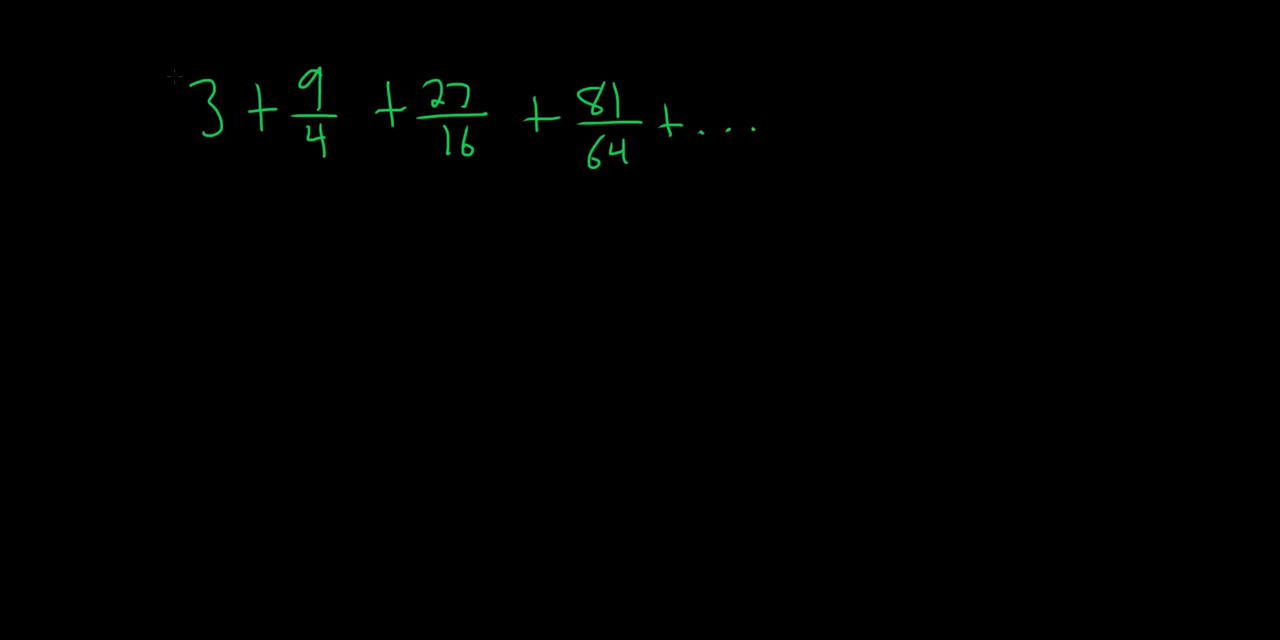 3 + 9/4 + 27/16 + 81/64 + ...